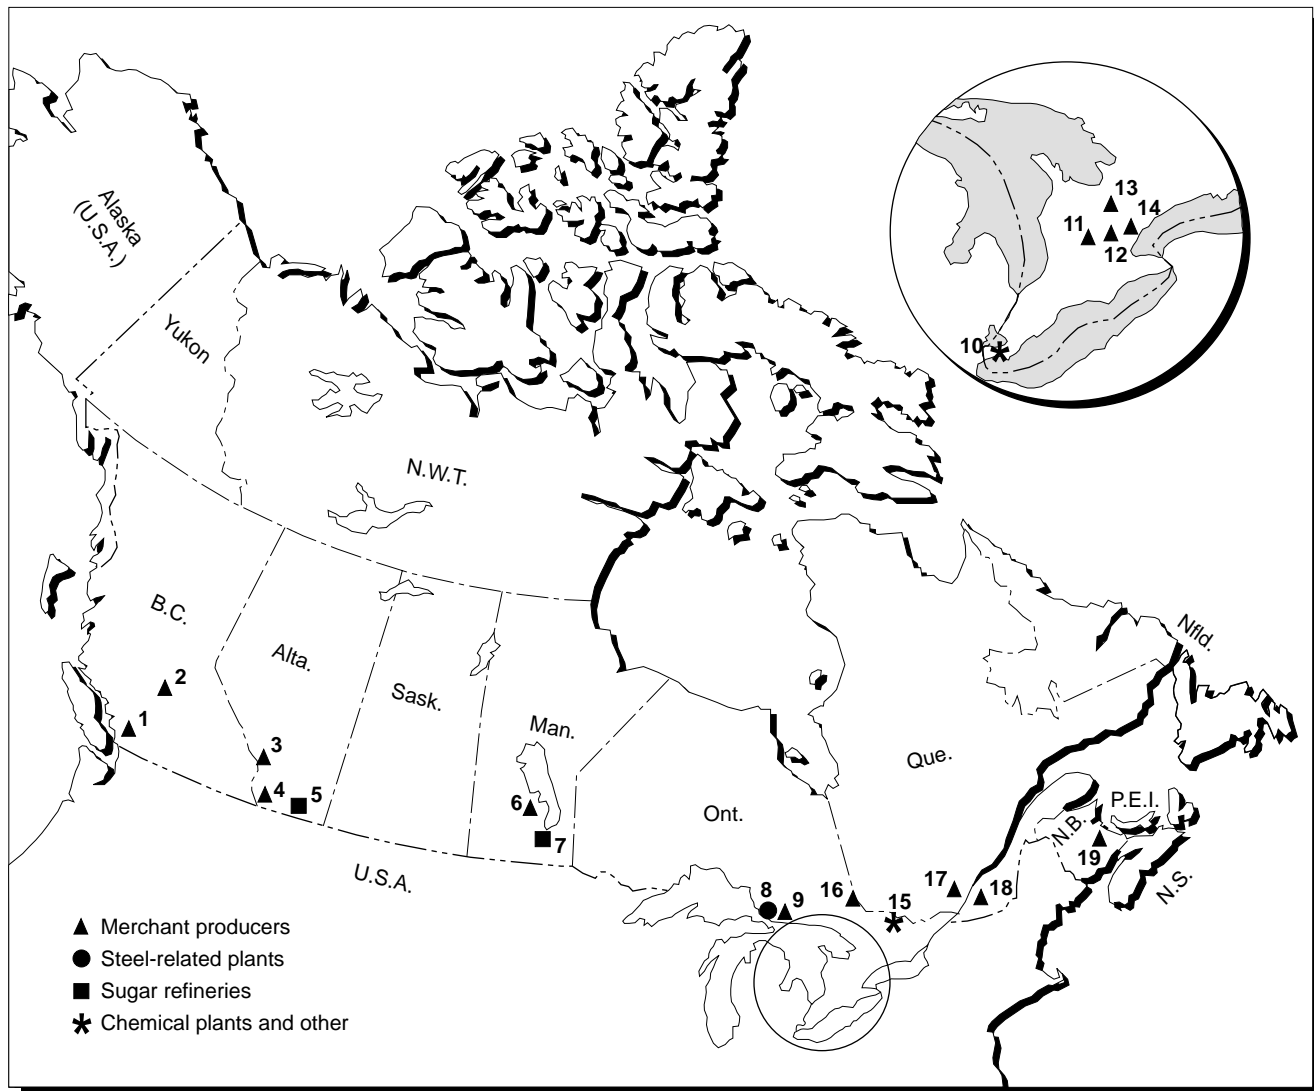 Alaska
(U.S.A.)
Yukon
N.W.T.
B.C.
Alta.
Sask.
Man.
Ont.
Que.
Nfld.
P.E.I.
N.B.
N.S.
U.S.A.
1
2
3
4
5
6
7
8
9
10
11
12
13
14
15
16
17
18
19
Merchant producers
Steel-related plants
Sugar refineries
Chemical plants and other